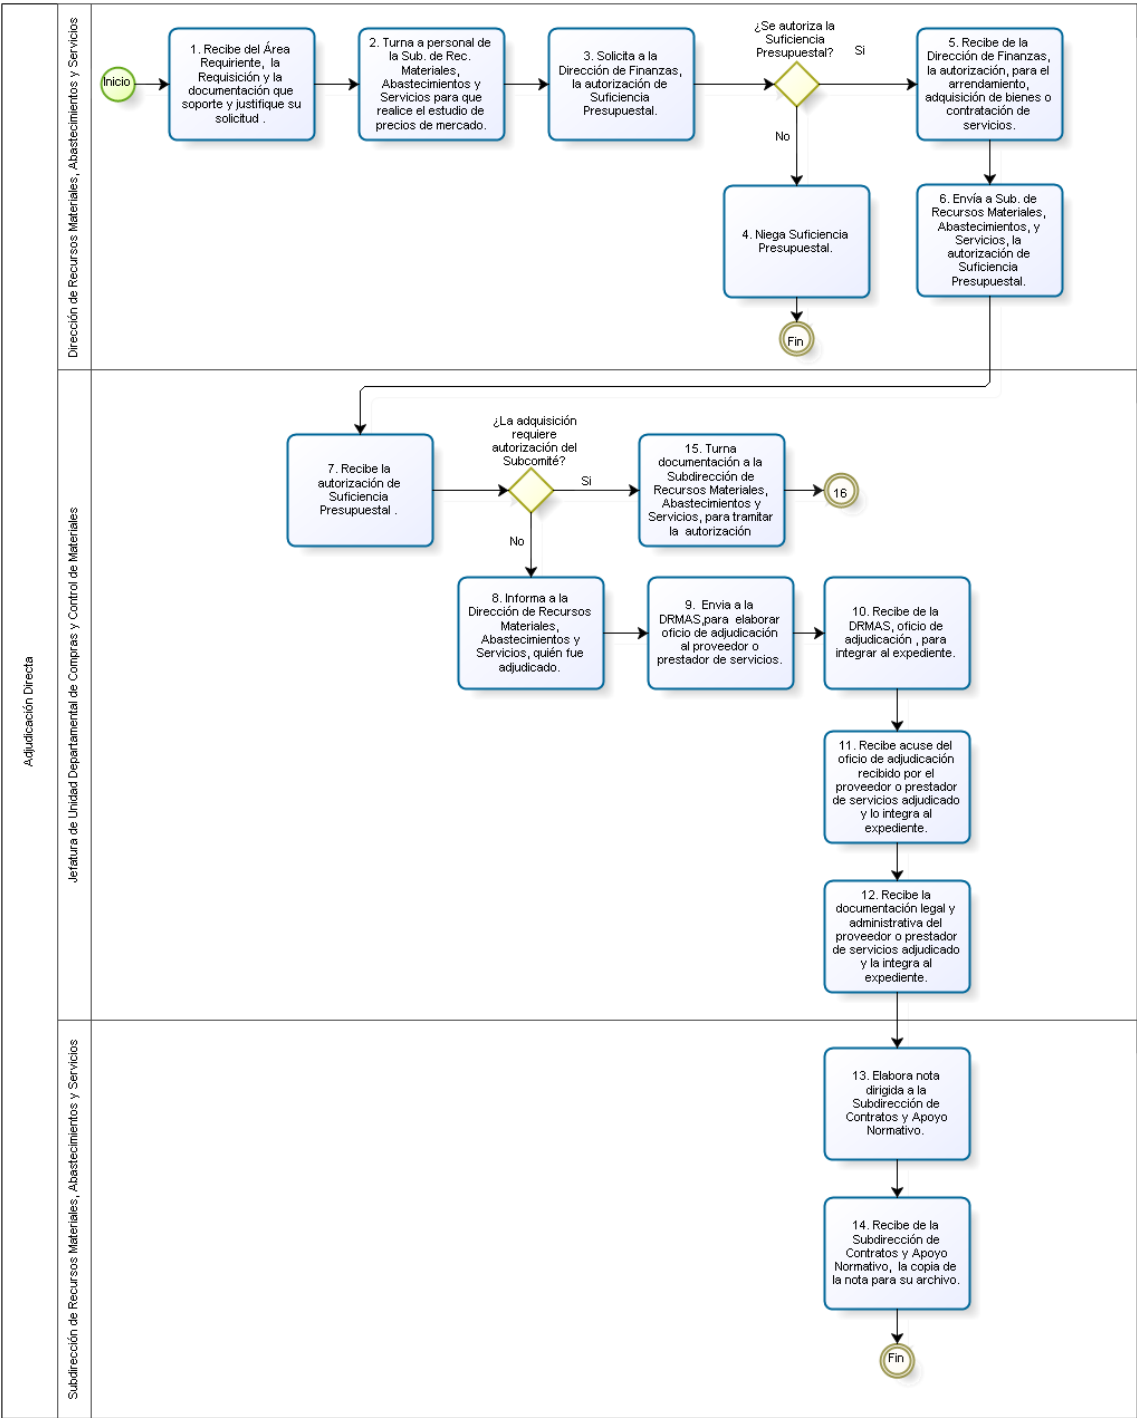 Adjudicación Directa
Dirección de Recursos Materiales, Abastecimientos y Servicios
Inicio
1. Recibe del Área
Requiriente, la
Requisición y la
documentación que
soporte y justifique su
solicitud .
2. Turna a personal de
la Sub. de Rec.
Materiales,
Abastecimientos y
Servicios para que
realice el estudio de
precios de mercado.
3. Solicita a la
Dirección de Finanzas,
la autorización de
Suficiencia
Presupuestal.
¿Se autoriza la
Suficiencia
Presupuestal?
Si
No
4. Niega Suficiencia
Presupuestal.
Fin
5. Recibe de la
Dirección de Finanzas,
la autorización, para el
arrendamiento,
adquisición de bienes o
contratación de
servicios.
6. Envía a Sub. de
Recursos Materiales,
Abastecimientos, y
Servicios, la
autorización de
Suficiencia
Presupuestal.
Jefatura de Unidad Departamental de Compras y Control de Materiales
7. Recibe la
autorización de
Suficiencia
Presupuestal .
¿La adquisición
requiere
autorización del
Subcomité?
Si
No
15. Turna
documentación a la
Subdirección de
Recursos Materiales,
Abastecimientos y
Servicios, para tramitar
la autorización
16
8. Informa a la
Dirección de Recursos
Materiales,
Abastecimientos y
Servicios, quién fue
adjudicado.
9. Envia a la
DRMAS,para elaborar
oficio de adjudicación
al proveedor o
prestador de servicios.
10. Recibe de la
DRMAS, oficio de
adjudicación , para
integrar al expediente.
11. Recibe acuse del
oficio de adjudicación
recibido por el
proveedor o prestador
de servicios adjudicado
y lo integra al
expediente.
12. Recibe la
documentación legal y
administrativa del
proveedor o prestador
de servicios adjudicado
y la integra al
expediente.
Subdirección de Recursos Materiales, Abastecimientos y Servicios
13. Elabora nota
dirigida a la
Subdirección de
Contratos y Apoyo
Normativo.
14. Recibe de la
Subdirección de
Contratos y Apoyo
Normativo, la copia de
la nota para su archivo.
Fin